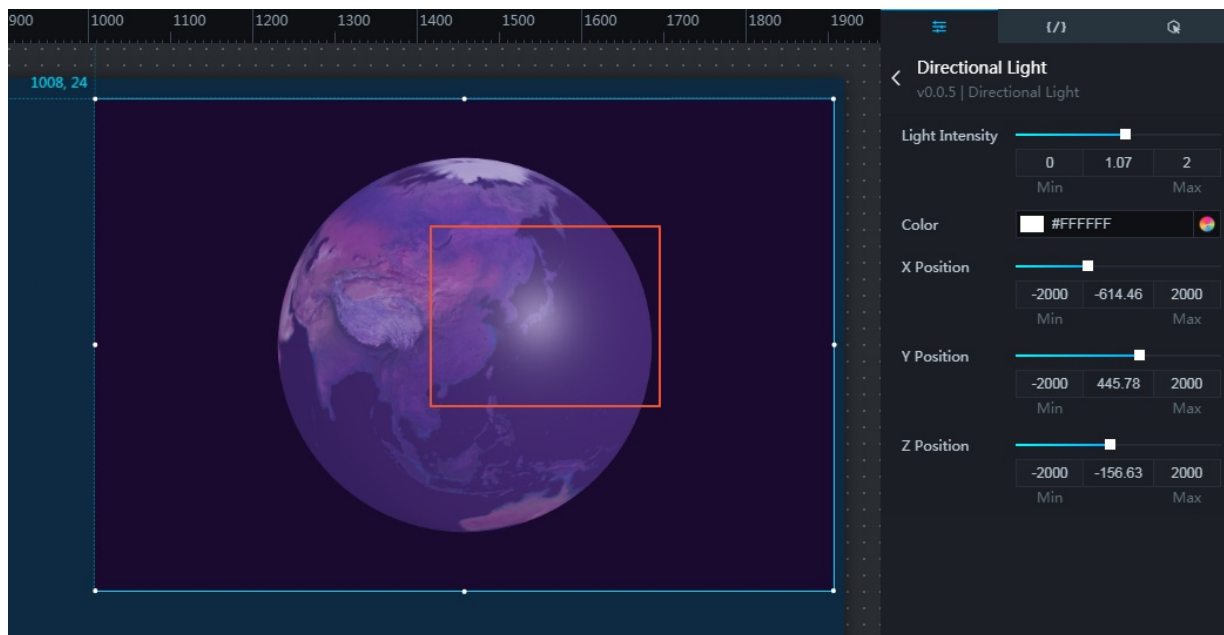 900 1000 1100 1200 1300 1400 1500 1600 1700 1800 1900
{/}
1008, 24
Directional Light
v0.0.5 | Directional Light
Light Intensity
0 1.07 2
Min Max
Color #FFFFFF
X Position
-2000 -614.46 2000
Min Max
Y Position
-2000 445.78 2000
Min Max
Z Position
-2000 -156.63 2000
Min Max